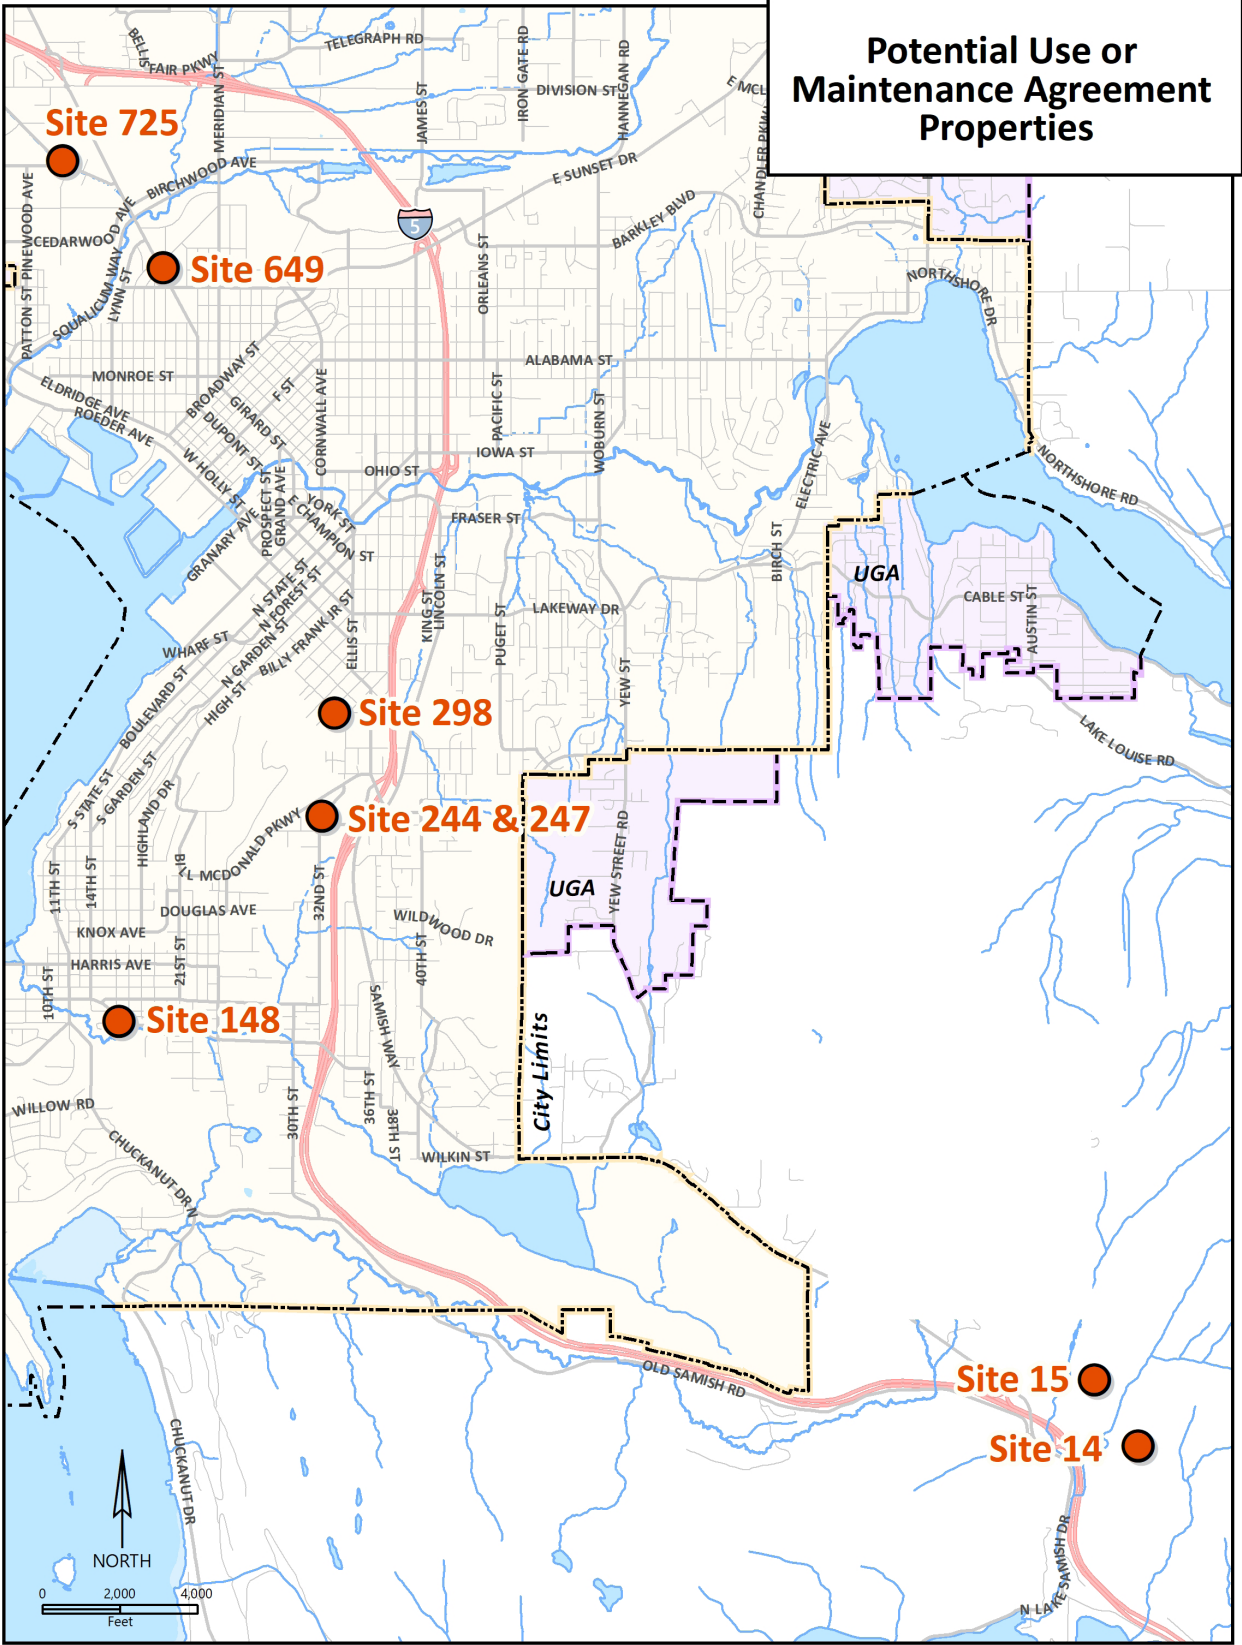 Potential Use or
Maintenance Agreement
Properties
TELEGRAPH RD
BELLIS
FAIR PKWY
MERIDIAN ST
JAMES ST
IRON GATE RD
DIVISION ST
HANNEGAN RD
E MCL
CHANDLER PKW
Site 725
BIRCHWOOD AVE
E SUNSET DR
BARKLEY BLVD
5
PATTON ST
PINEWOOD AVE
CEDARWOOD AVE
SQUALICUM WAY
LYNN ST
Site 649
ORLEANS ST
NORTHSHORE DR
ALABAMA ST
MONROE ST
BROADWAY ST
F ST
GIRARD ST
DUPONT ST
ELDRIDGE AVE
ROEDER AVE
CORNWALL AVE
PACIFIC ST
WOBURN ST
ELECTRIC AVE
IOWA ST
OHIO ST
W HOLLY ST
PROSPECT ST
GRAND AVE
YORK ST
E CHAMPION ST
GRANARY AVE
FRASER ST
NORTHSHORE RD
BIRCH ST
UGA
CABLE ST
AUSTIN ST
N STATE ST
N FOREST ST
N GARDEN ST
BILLY FRANK JR ST
WHARF ST
HIGH ST
BOULEVARD ST
ELLIS ST
KING ST
LINCOLN ST
LAKEWAY DR
PUGET ST
YEW ST
Site 298
LAKE LOUISE RD
S STATE ST
S GARDEN ST
HIGHLAND DR
BILL MCDONALD PKWY
Site 244 & 247
YEW STREET RD
UGA
11TH ST
14TH ST
32ND ST
DOUGLAS AVE
KNOX AVE
WILDWOOD DR
HARRIS AVE
21ST ST
40TH ST
10TH ST
Site 148
SAMISH WAY
City Limits
WILLOW RD
30TH ST
36TH ST
38TH ST
WILKIN ST
CHUCKANUT DR N
OLD SAMISH RD
Site 15
Site 14
CHUCKANUT DR
N LAKE SAMISH DR
NORTH
0 2,000 4,000
Feet